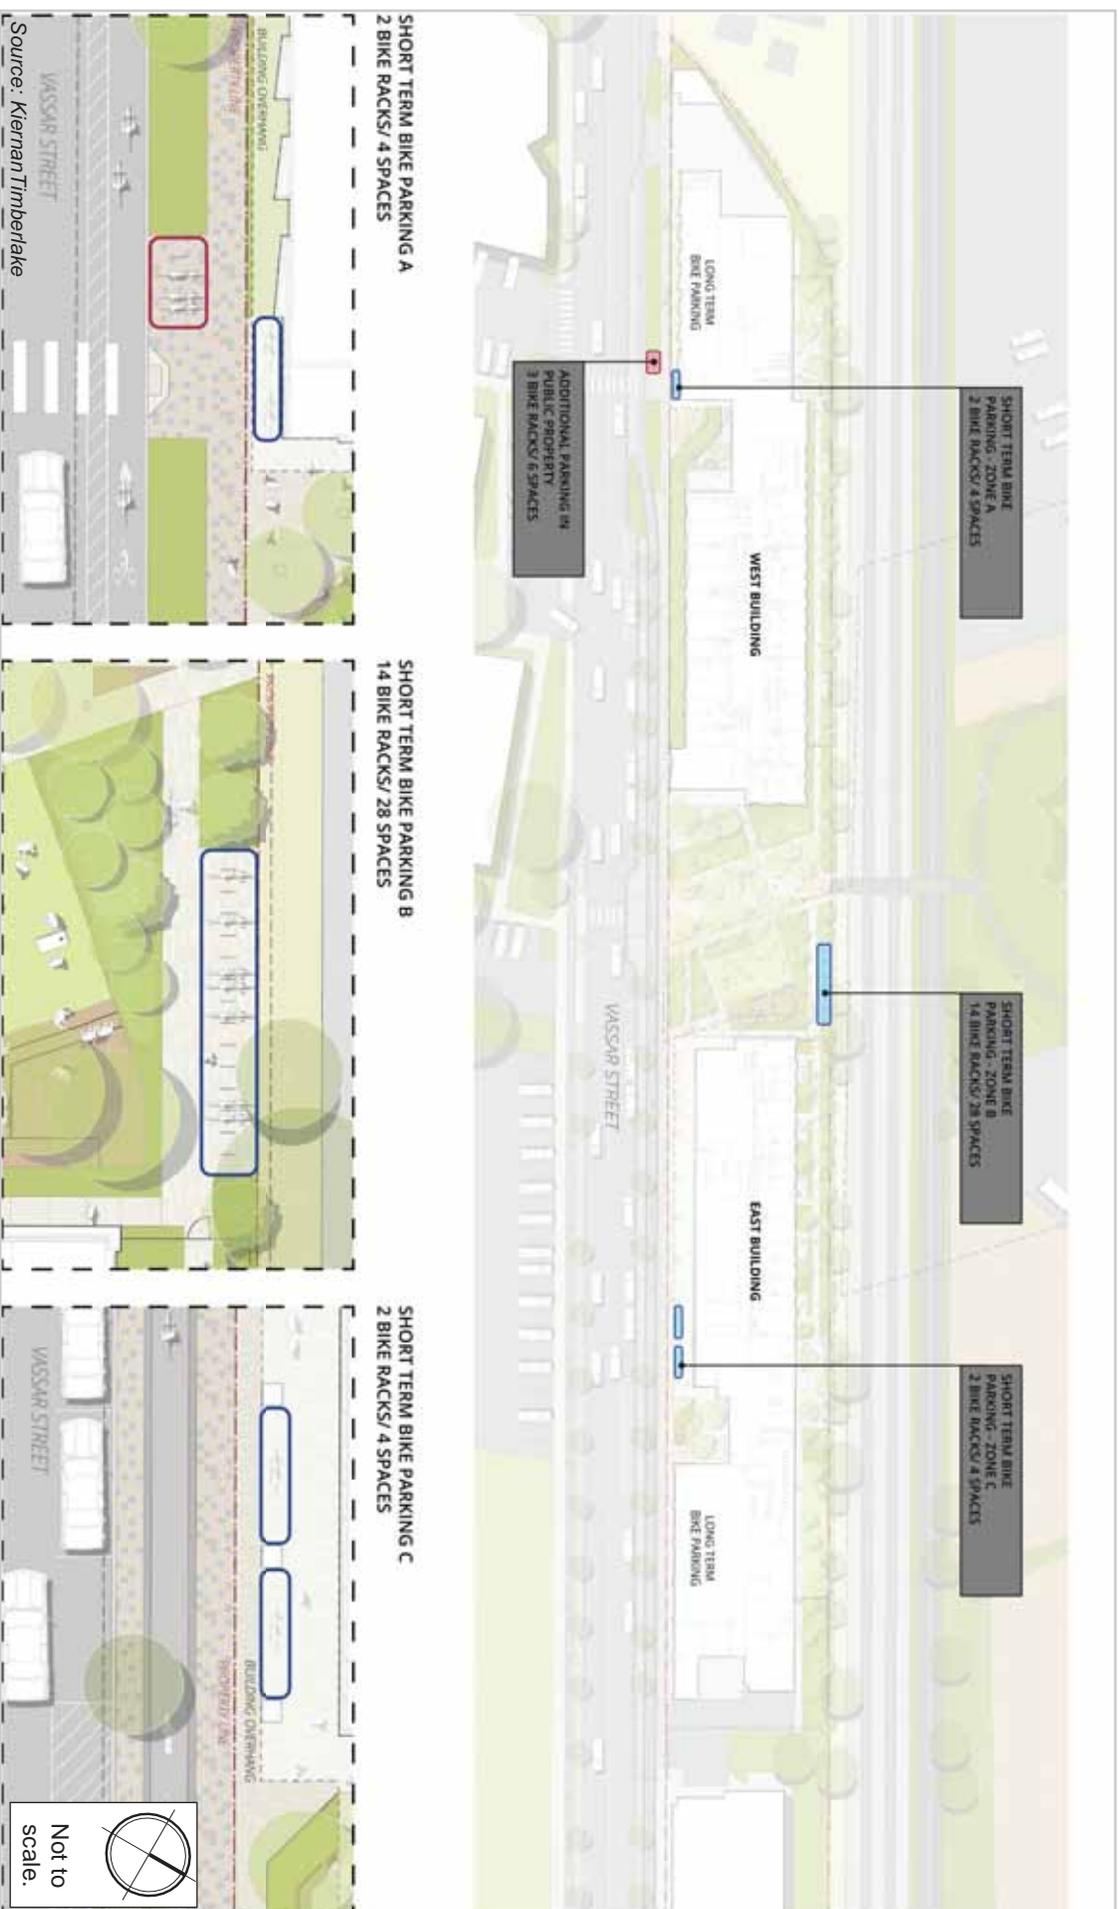 SHORT TERM BIKE
PARKING - ZONE A
2 BIKE RACKS/ 4 SPACES
SHORT TERM BIKE
PARKING - ZONE B
14 BIKE RACKS/ 28 SPACES
SHORT TERM BIKE
PARKING - ZONE C
2 BIKE RACKS/ 4 SPACES
LONG TERM
BIKE PARKING
WEST BUILDING
EAST BUILDING
LONG TERM
BIKE PARKING
VASSAR STREET
ADDITIONAL PARKING IN
PUBLIC PROPERTY
3 BIKE RACKS/ 6 SPACES
SHORT TERM BIKE PARKING A
2 BIKE RACKS/ 4 SPACES
BUILDING OVERHANG
PROPERTY LINE
VASSAR STREET
SHORT TERM BIKE PARKING B
14 BIKE RACKS/ 28 SPACES
SHORT TERM BIKE PARKING C
2 BIKE RACKS/ 4 SPACES
BUILDING OVERHANG
PROPERTY LINE
VASSAR STREET
Source: KiernanTimberlake
Not to
scale.